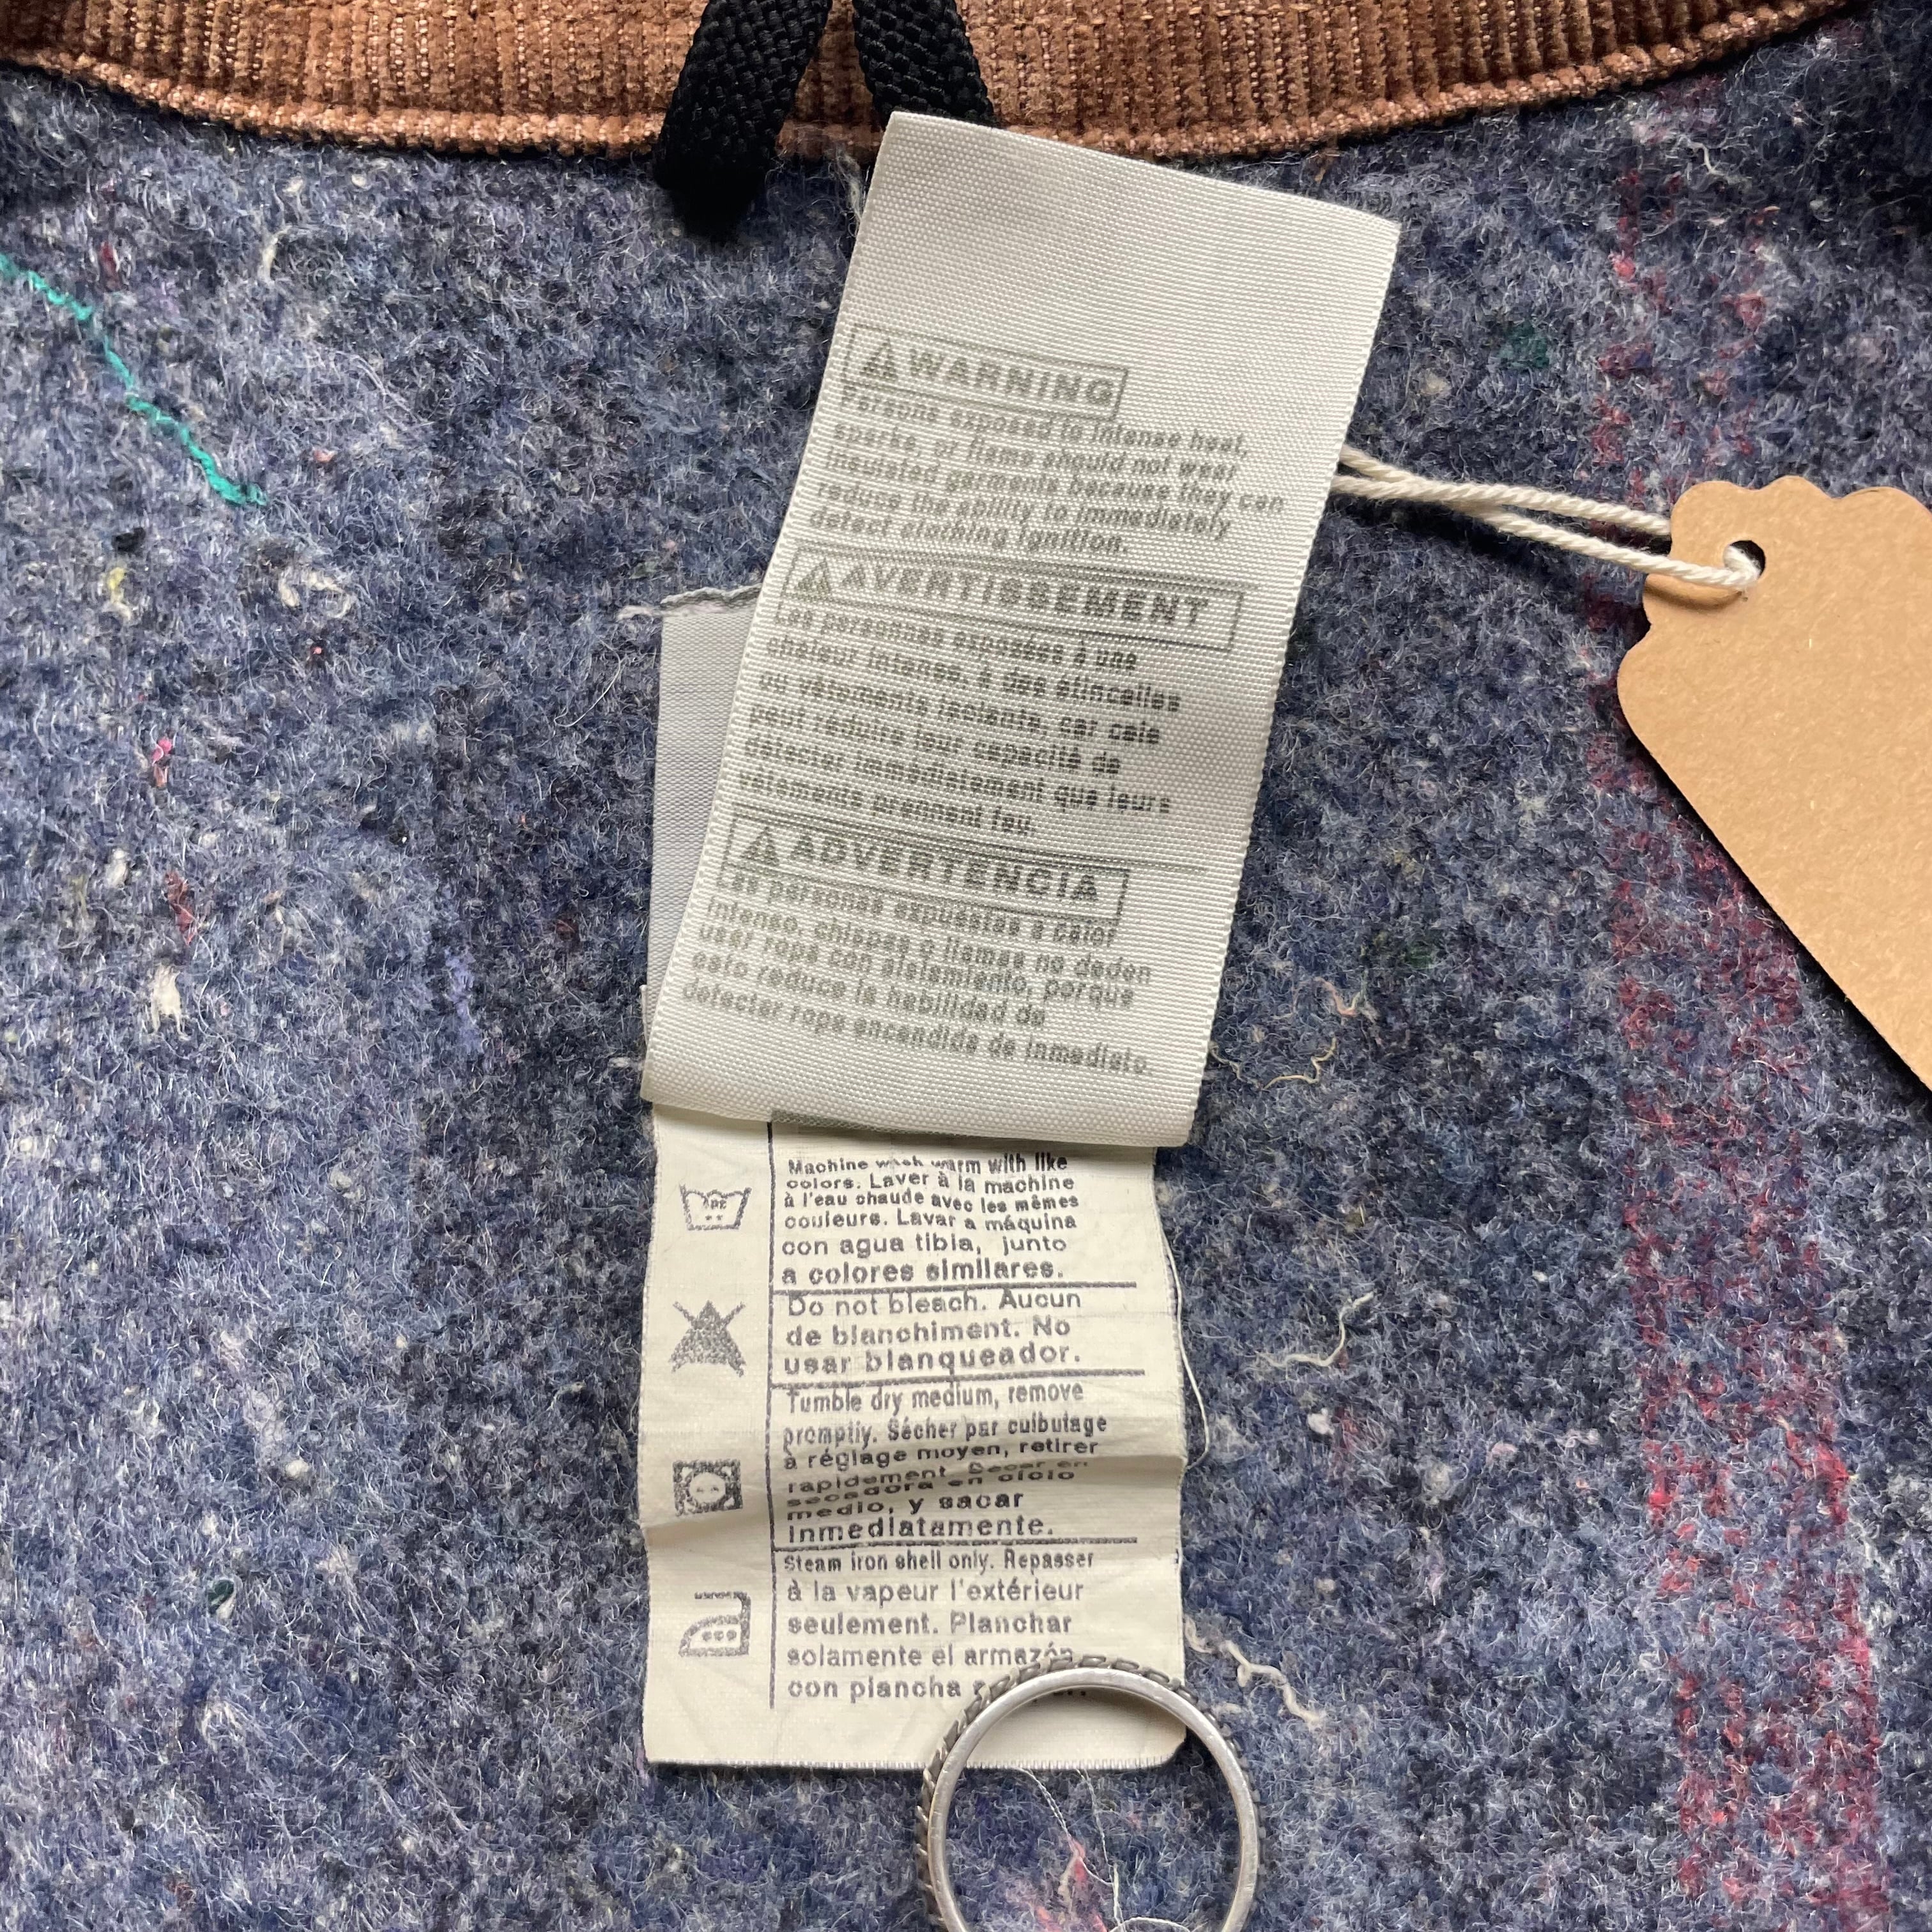 WARNING
Persons exposed to intense heat,
sparks, or flame should not wear
insulated garments because they can
reduce the ability to immediately
detect clothing ignition.
AVERTISSEMENT
Les personnes exposées à une
chaleur intense, à des étincelles
ou vêtements isolants, car cela
peut réduire leur capacité de
détecter immédiatement que leurs
vêtements prennent feu.
ADVERTENCIA
Las personas expuestas a calor
intenso, chispas o llamas no deden
user ropa con aislamiento, porque
esto reduce la habilidad de
detectar ropa encendida de inmediato.
Machine wash warm with like
colors. Laver à la machine
à l'eau chaude avec les mêmes
couleurs. Lavar a máquina
con agua tibia, junto
a colores similares.
Do not bleach. Aucun
de blanchiment. No
usar blanqueador.
Tumble dry medium, remove
promptly. Sécher par culbutage
à réglage moyen, retirer
rapidement. Secar en
secadora en ciclo
medio, y sacar
inmediatamente.
Steam iron shell only. Repasser
à la vapeur l'extérieur
seulement. Planchar
solamente el armazón
con plancha